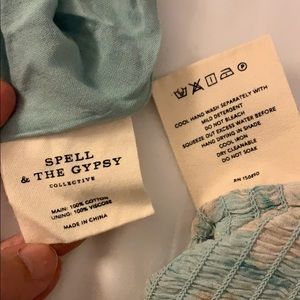 SPELL
& THE GYPSY
COLLECTIVE
MAIN: 100% COTTON
LINING: 100% VISCOSE
MADE IN CHINA
COOL HAND WASH SEPARATELY WITH
MILD DETERGENT
DO NOT BLEACH
SQUEEZE OUT EXCESS WATER BEFORE
HANGING
DRYING IN SHADE
COOL IRON
DRY CLEANABLE
DO NOT SOAK